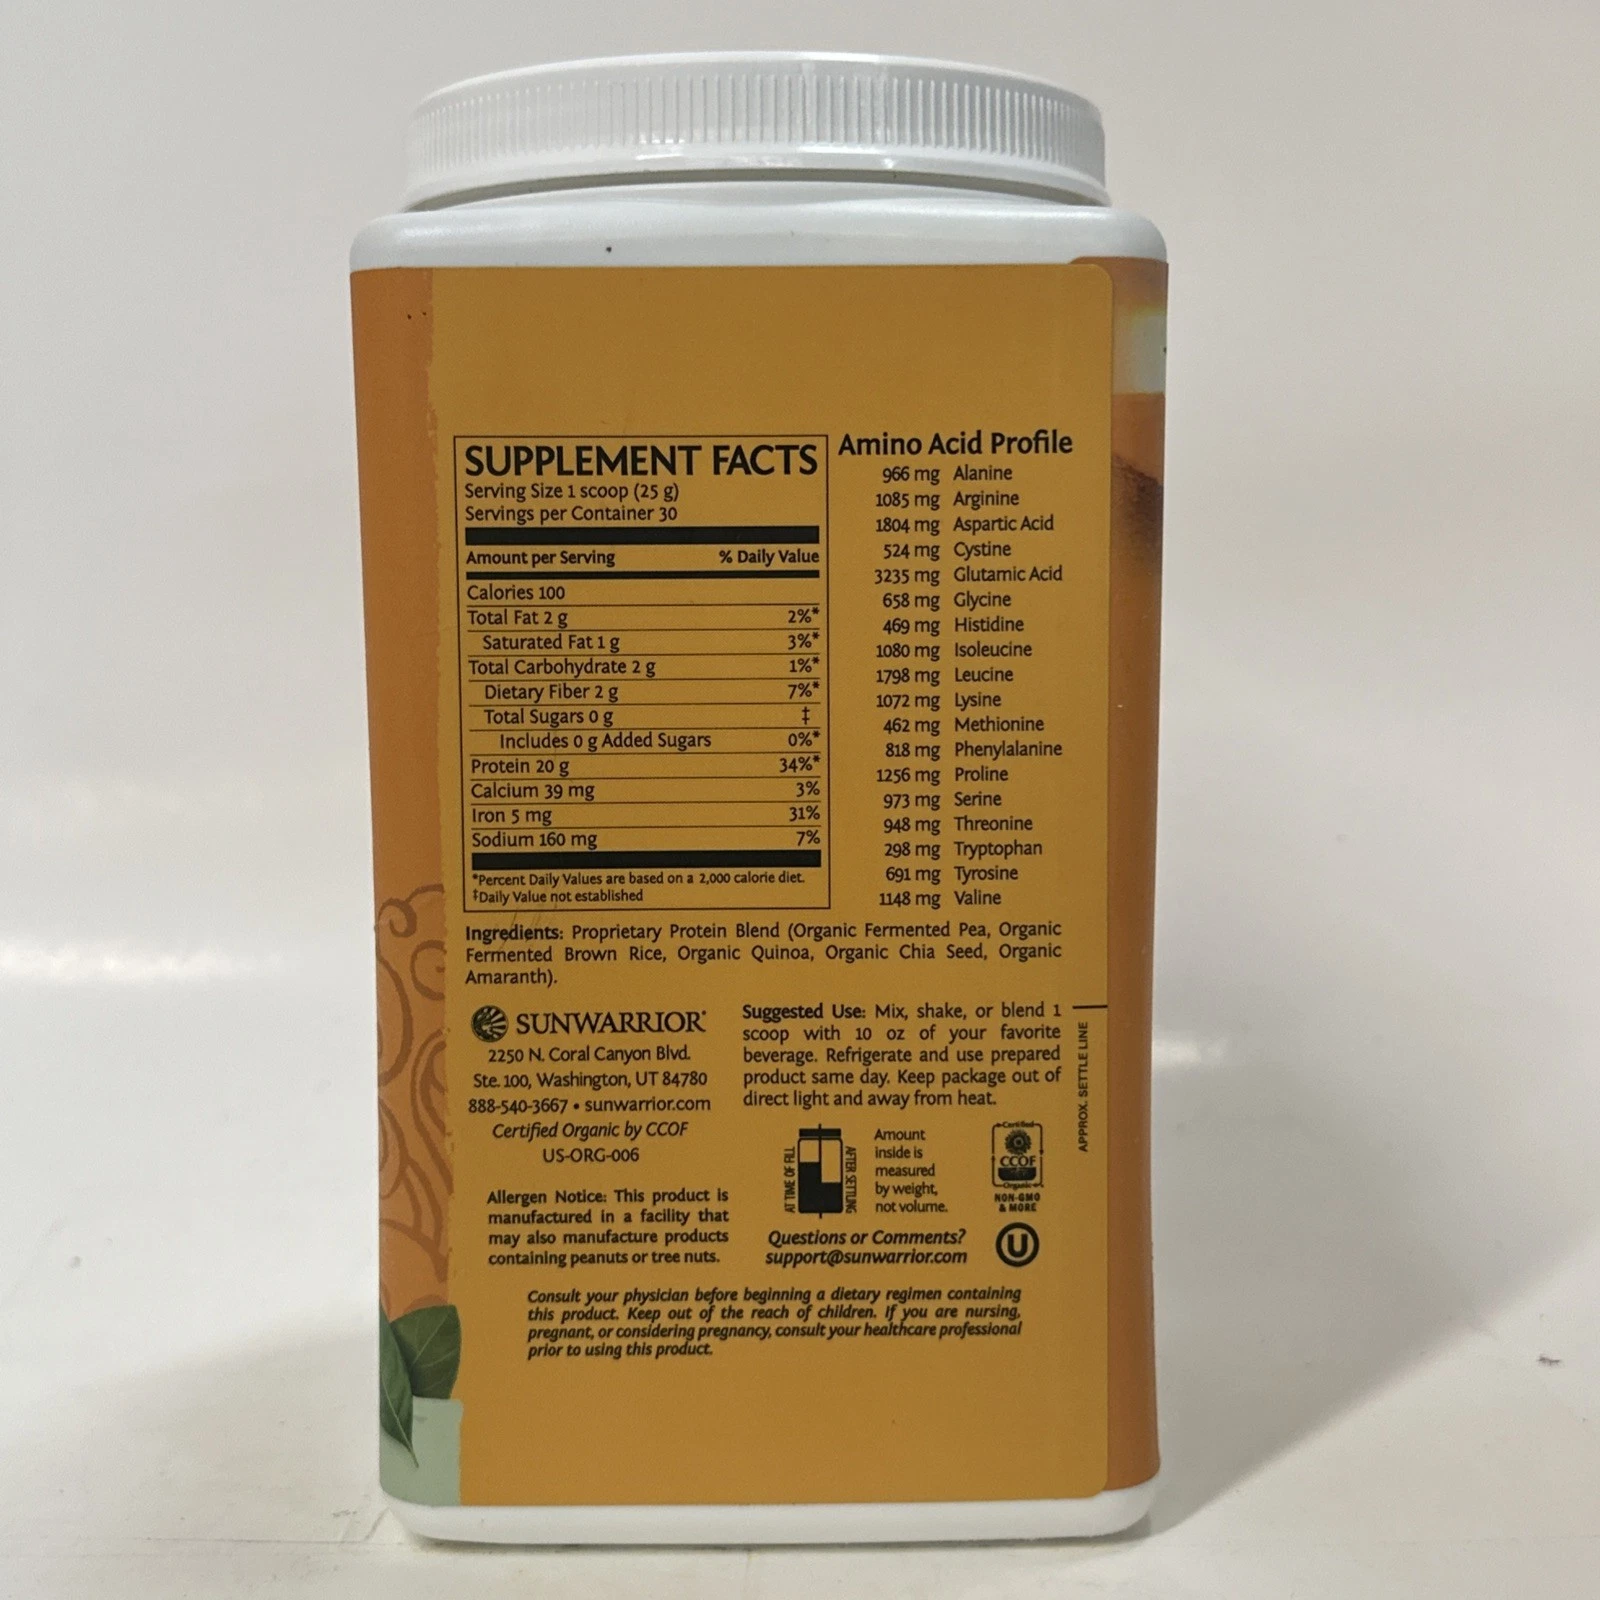 SUPPLEMENT FACTS
Serving Size 1 scoop (25 g)
Servings per Container 30
Amount per Serving % Daily Value
Calories 100
Total Fat 2 g 2%*
Saturated Fat 1 g 3%*
Total Carbohydrate 2 g 1%*
Dietary Fiber 2 g 7%*
Total Sugars 0 g ‡
Includes 0 g Added Sugars 0%*
Protein 20 g 34%*
Calcium 39 mg 3%
Iron 5 mg 31%
Sodium 160 mg 7%
*Percent Daily Values are based on a 2,000 calorie diet.
‡Daily Value not established
Amino Acid Profile
966 mg Alanine
1085 mg Arginine
1804 mg Aspartic Acid
524 mg Cystine
3235 mg Glutamic Acid
658 mg Glycine
469 mg Histidine
1080 mg Isoleucine
1798 mg Leucine
1072 mg Lysine
462 mg Methionine
818 mg Phenylalanine
1256 mg Proline
973 mg Serine
948 mg Threonine
298 mg Tryptophan
691 mg Tyrosine
1148 mg Valine
Ingredients: Proprietary Protein Blend (Organic Fermented Pea, Organic
Fermented Brown Rice, Organic Quinoa, Organic Chia Seed, Organic
Amaranth).
SUNWARRIOR®
2250 N. Coral Canyon Blvd.
Ste. 100, Washington, UT 84780
888-540-3667 • sunwarrior.com
Certified Organic by CCOF
US-ORG-006
Allergen Notice: This product is
manufactured in a facility that
may also manufacture products
containing peanuts or tree nuts.
Suggested Use: Mix, shake, or blend 1
scoop with 10 oz of your favorite
beverage. Refrigerate and use prepared
product same day. Keep package out of
direct light and away from heat.
APPROX. SETTLE LINE
AT TIME OF FILL
AFTER SETTLING
Amount
inside is
measured
by weight,
not volume.
Certified
CCOF
Organic
NON-GMO
& MORE
Questions or Comments?
support@sunwarrior.com
U
Consult your physician before beginning a dietary regimen containing
this product. Keep out of the reach of children. If you are nursing,
pregnant, or considering pregnancy, consult your healthcare professional
prior to using this product.